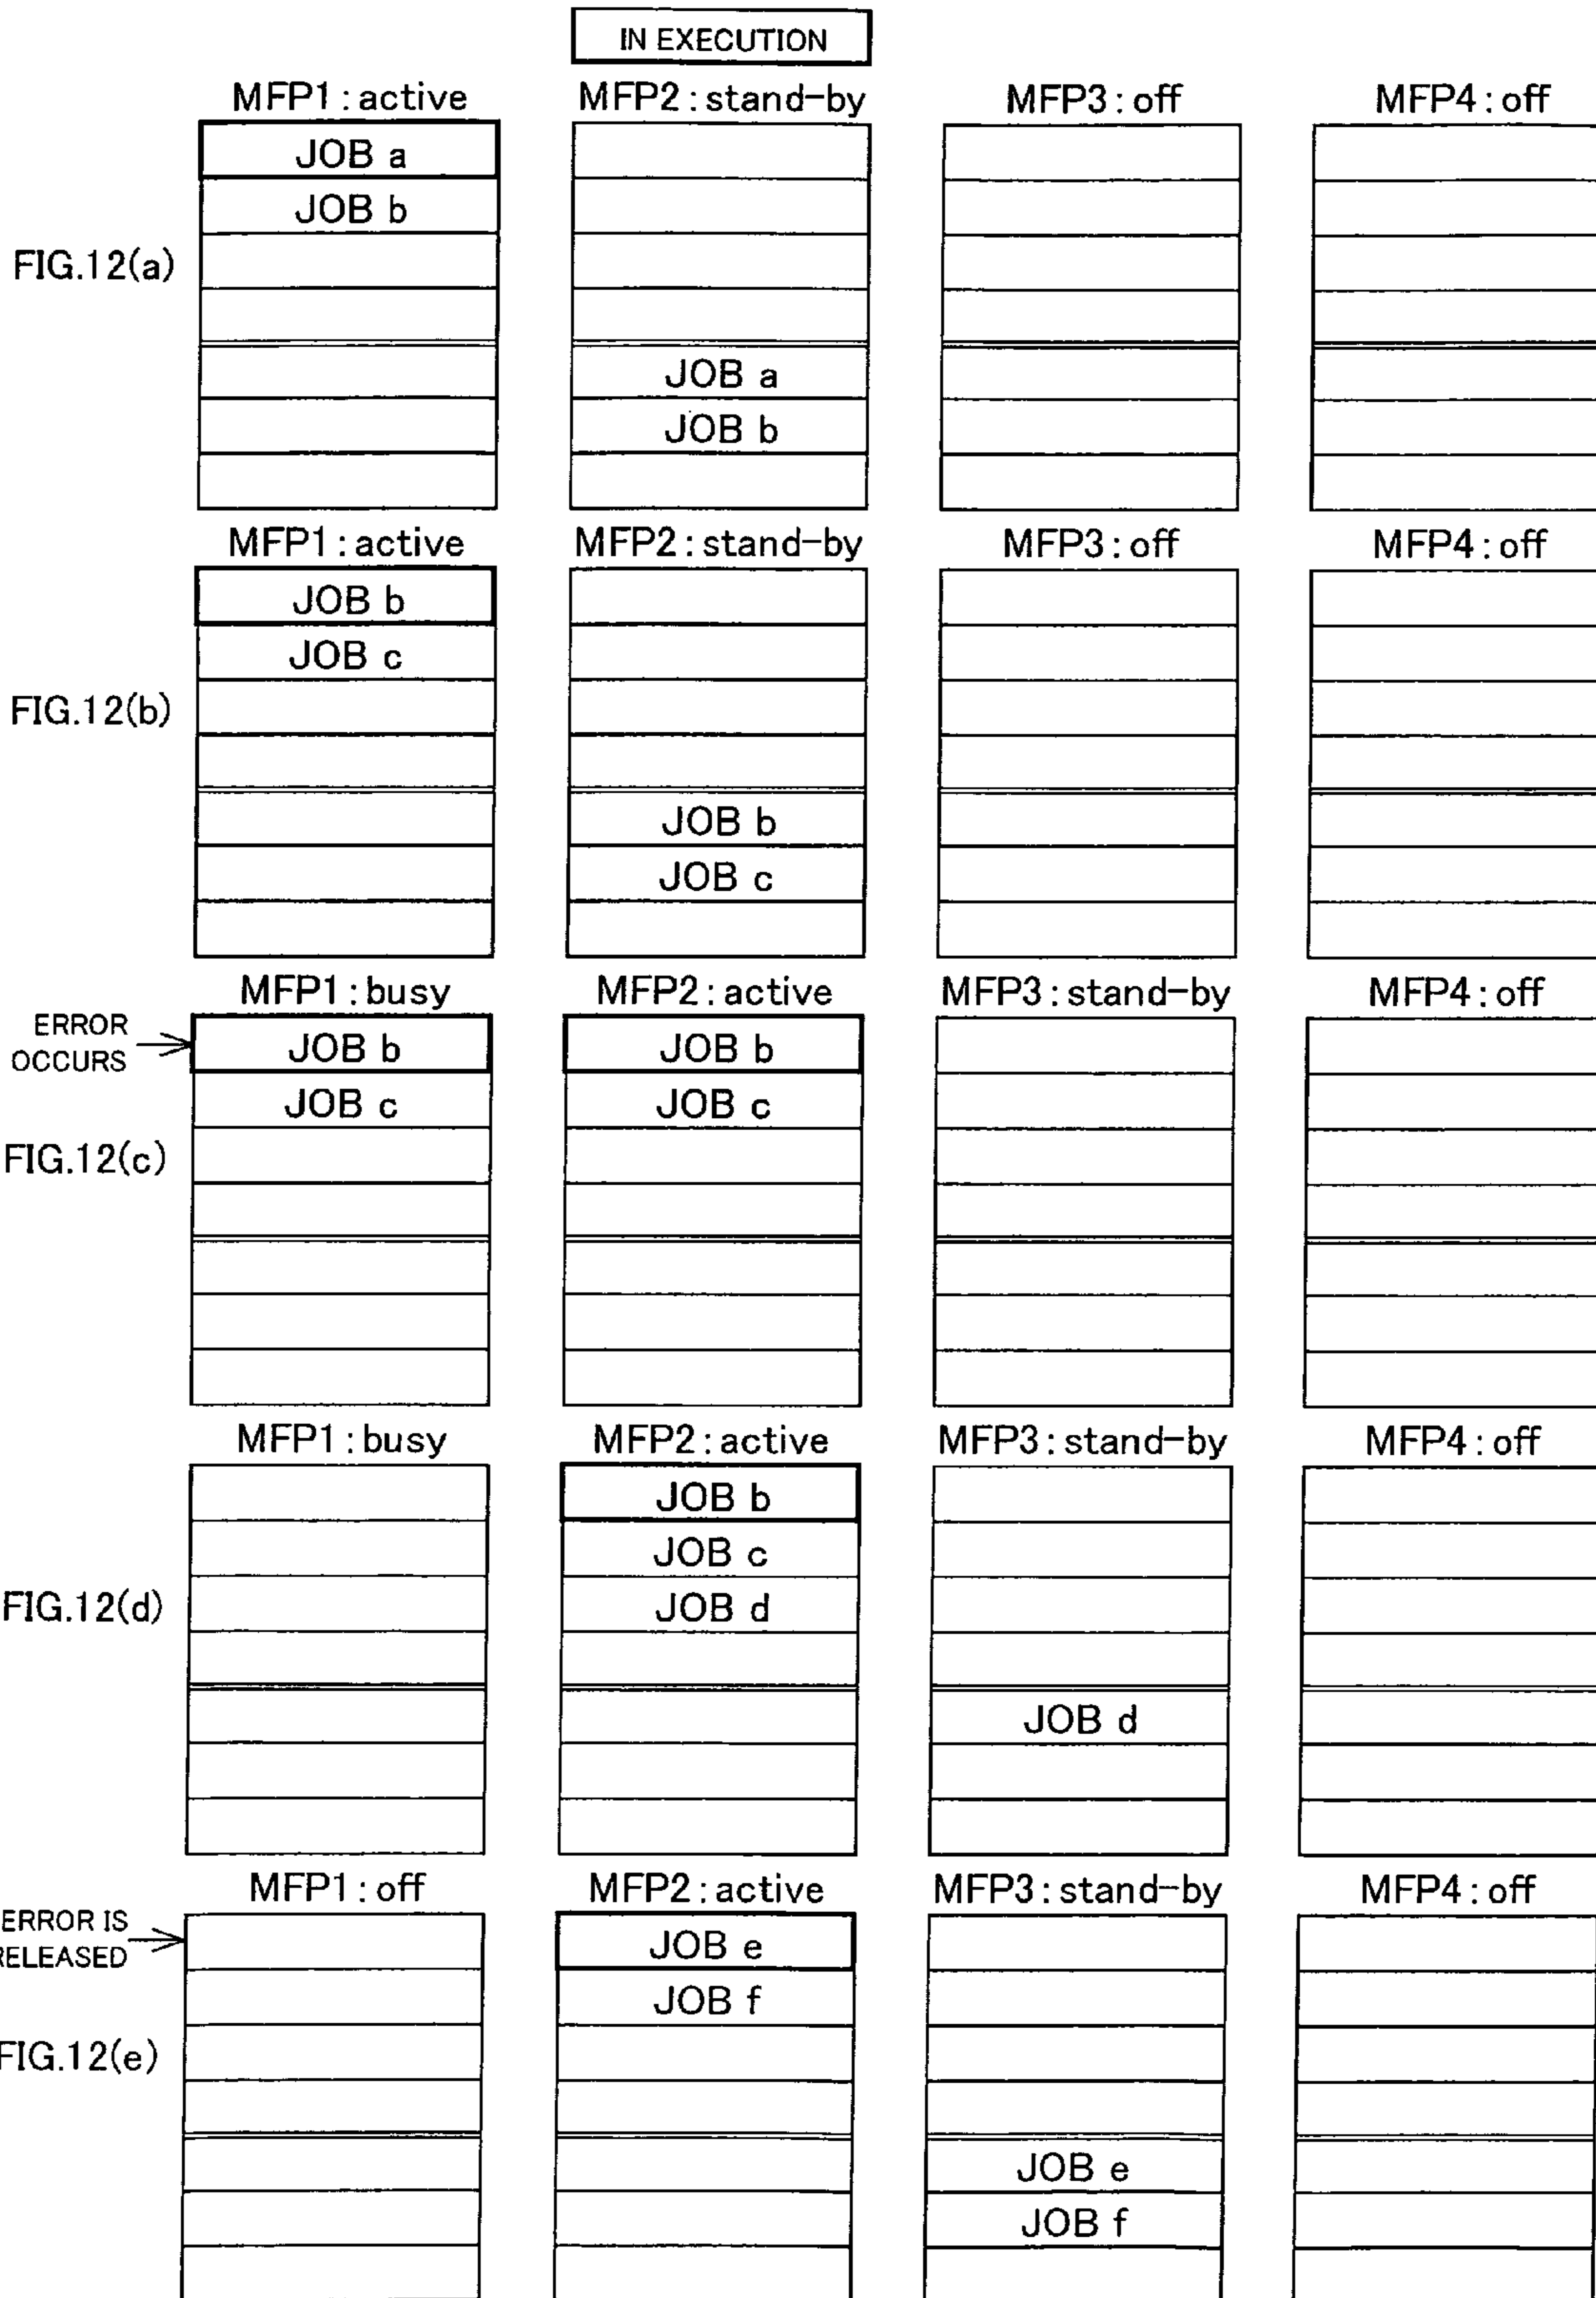 IN EXECUTION
MFP1 : active MFP2 : stand-by MFP3 : off MFP4 : off
JOB a
JOB b
FIG.12(a)
JOB a
JOB b
MFP1 : active MFP2 : stand-by MFP3 : off MFP4 : off
JOB b
JOB c
FIG.12(b)
JOB b
JOB c
MFP1 : busy MFP2 : active MFP3 : stand-by MFP4 : off
ERROR
OCCURS
JOB b JOB b
JOB c JOB c
FIG.12(c)
MFP1 : busy MFP2 : active MFP3 : stand-by MFP4 : off
JOB b
JOB c
FIG.12(d)
JOB d
JOB d
MFP1 : off MFP2 : active MFP3 : stand-by MFP4 : off
ERROR IS
RELEASED
JOB e
JOB f
FIG.12(e)
JOB e
JOB f